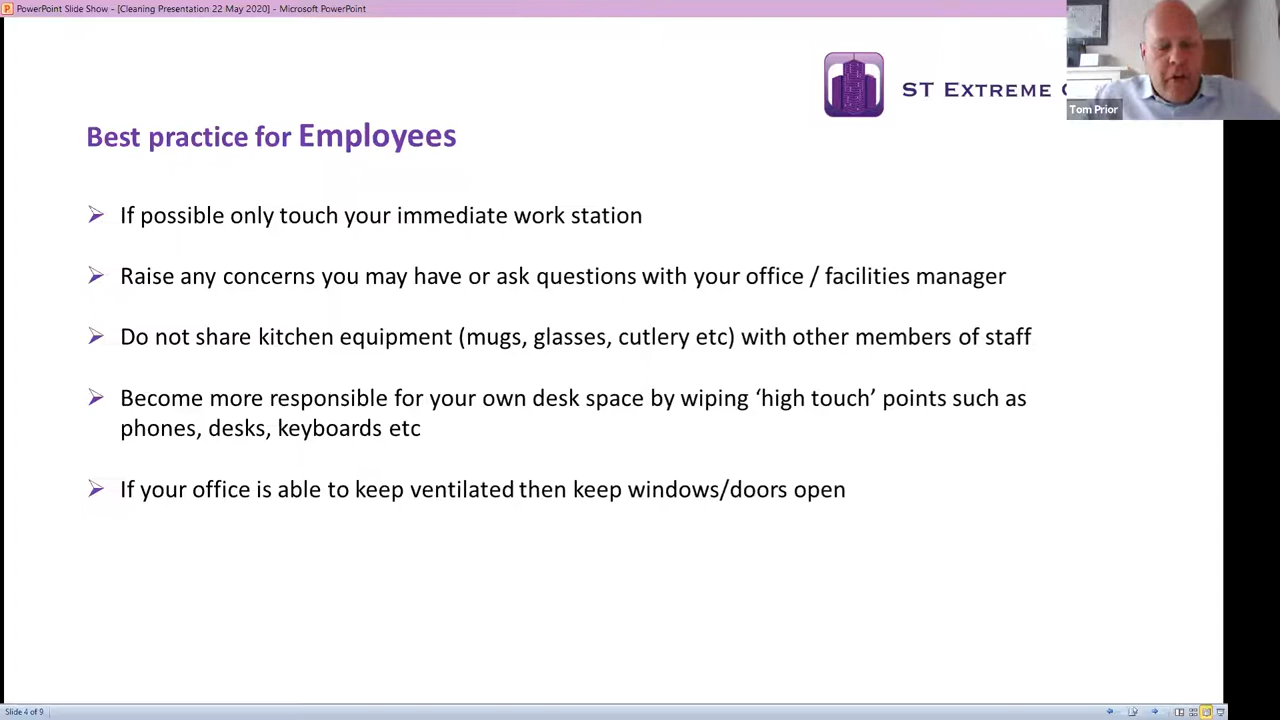 PowerPoint Slide Show - [Cleaning Presentation 22 May 2020] - Microsoft PowerPoint
ST EXTREME
Tom Prior
Best practice for Employees
If possible only touch your immediate work station
Raise any concerns you may have or ask questions with your office / facilities manager
Do not share kitchen equipment (mugs, glasses, cutlery etc) with other members of staff
Become more responsible for your own desk space by wiping ‘high touch’ points such as
phones, desks, keyboards etc
If your office is able to keep ventilated then keep windows/doors open
Slide 4 of 9